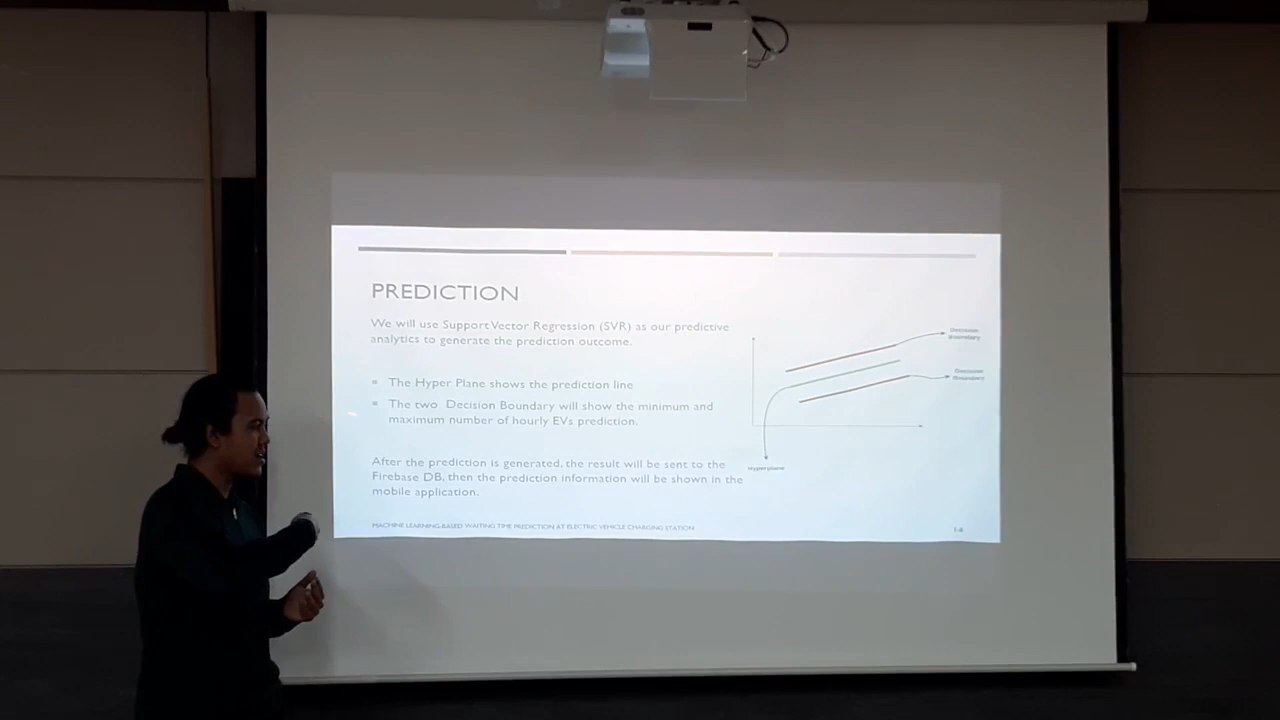 PREDICTION
We will use Support Vector Regression (SVR) as our predictive
analytics to generate the prediction outcome.
The Hyper Plane shows the prediction line
The two Decision Boundary will show the minimum and
maximum number of hourly EVs prediction.
After the prediction is generated, the result will be sent to the
Firebase DB, then the prediction information will be shown in the
mobile application.
Decision
Boundary
Decision
Boundary
Hyperplane
MACHINE LEARNING-BASED WAITING TIME PREDICTION AT ELECTRIC VEHICLE CHARGING STATION